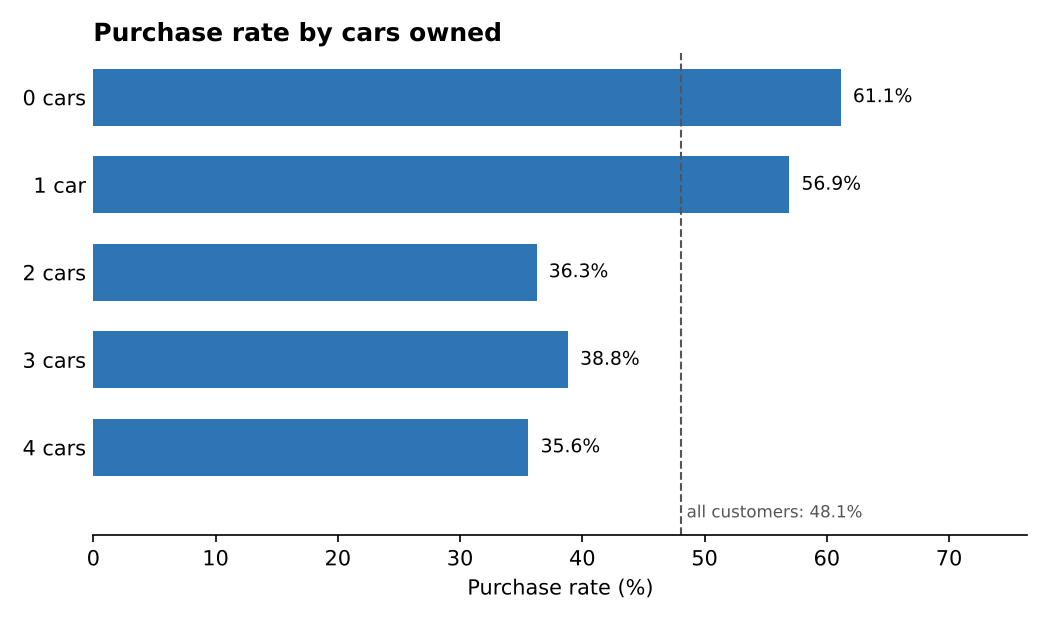 Purchase rate by cars owned
0 cars 61.1%
1 car 56.9%
2 cars 36.3%
3 cars 38.8%
4 cars 35.6%
all customers: 48.1%
0 10 20 30 40 50 60 70
Purchase rate (%)